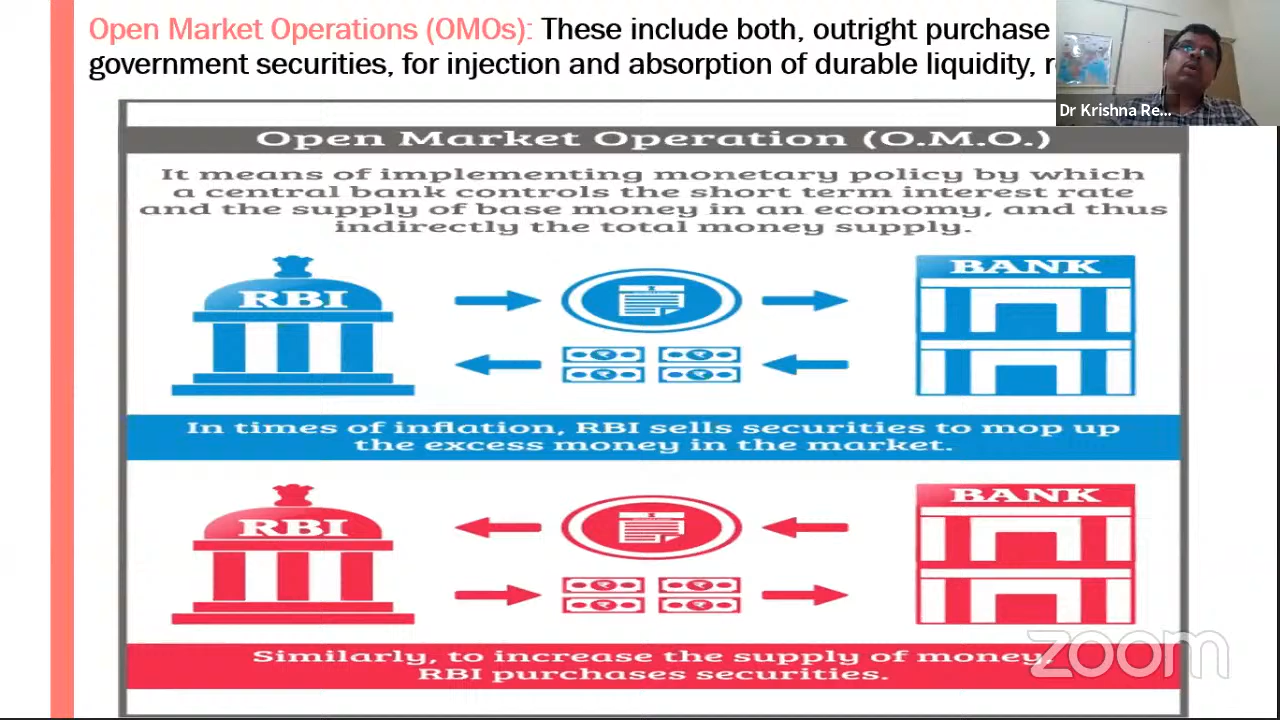 Open Market Operations (OMOs): These include both, outright purchase
government securities, for injection and absorption of durable liquidity, r
Dr Krishna Re...
Open Market Operation (O.M.O.)
It means of implementing monetary policy by which
a central bank controls the short term interest rate
and the supply of base money in an economy, and thus
indirectly the total money supply.
RBI
BANK
In times of inflation, RBI sells securities to mop up
the excess money in the market.
RBI
BANK
Similarly, to increase the supply of money,
RBI purchases securities.
zoom